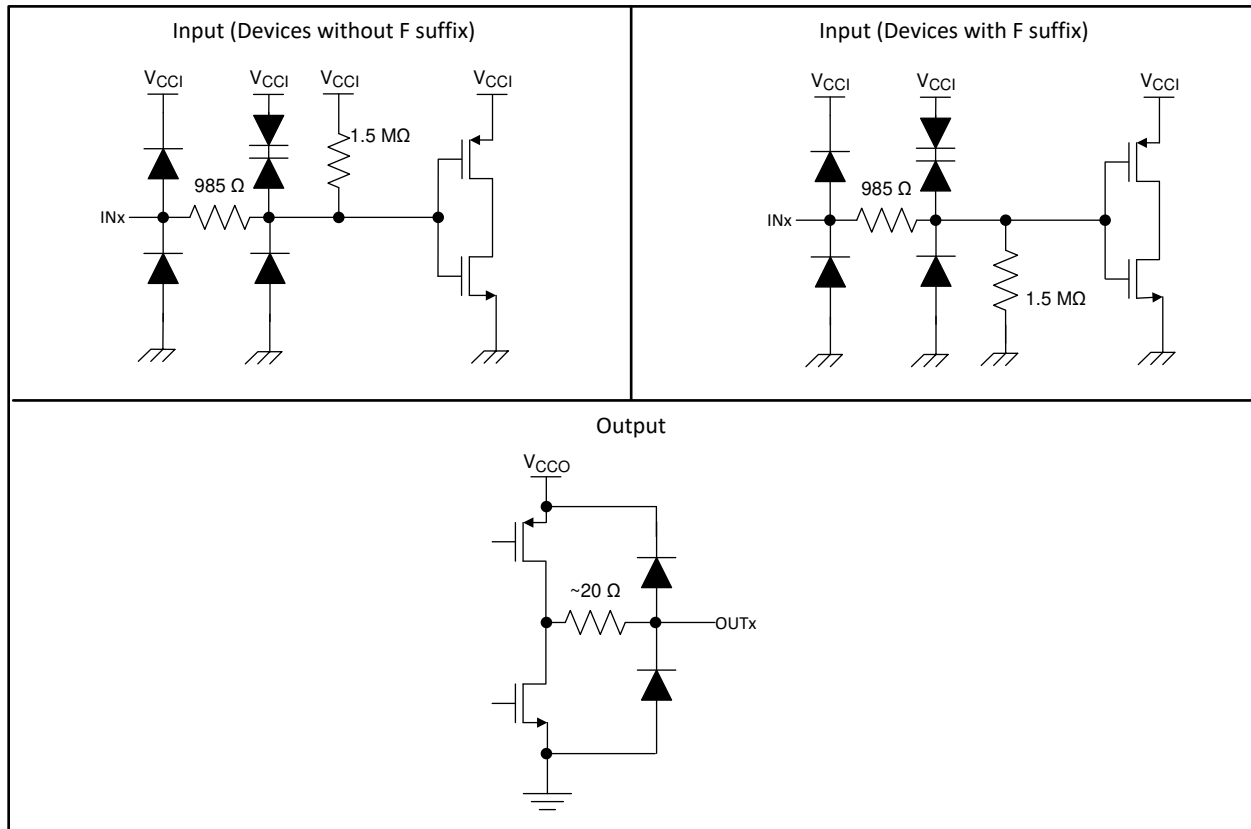 Input (Devices without F suffix)
VCCI VCCI VCCI VCCI
1.5 MΩ
985 Ω
INx
Input (Devices with F suffix)
VCCI VCCI VCCI
985 Ω
INx
1.5 MΩ
Output
VCCO
~20 Ω
OUTx